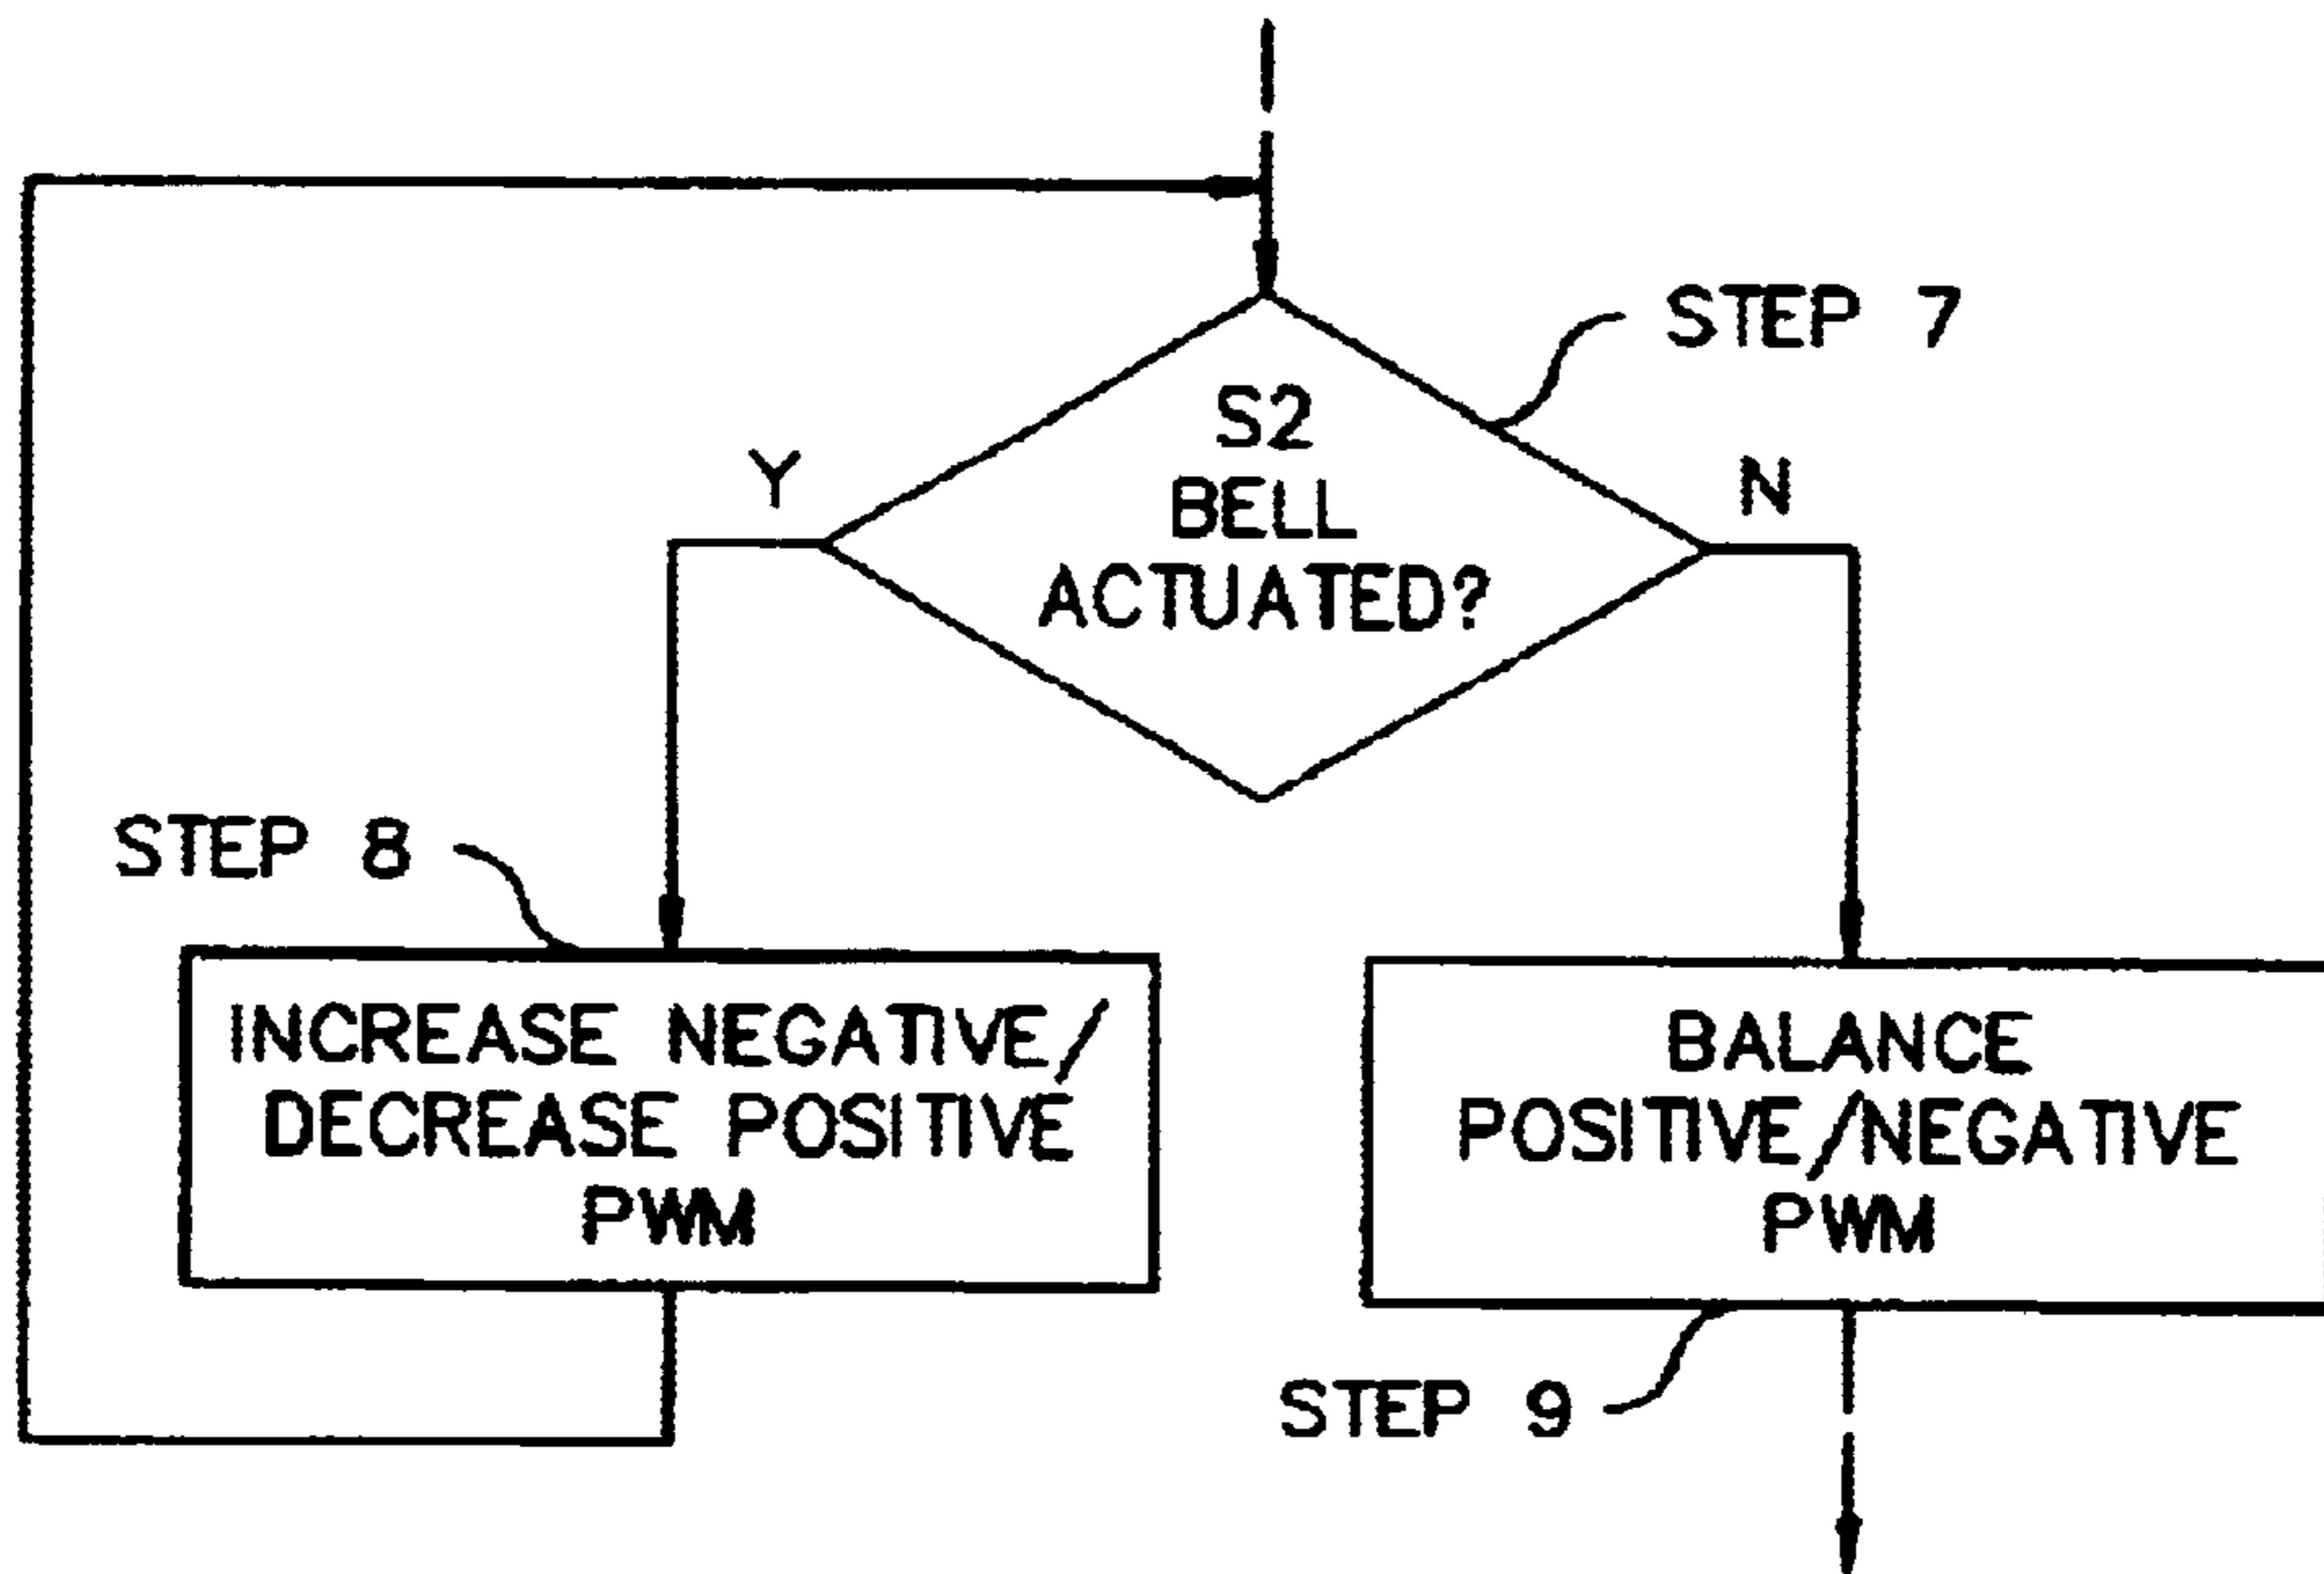 STEP 7
S2
BELL
ACTUATED?
Y
N
STEP 8
INCREASE NEGATIVE/
DECREASE POSITIVE
PWM
BALANCE
POSITIVE/NEGATIVE
PWM
STEP 9